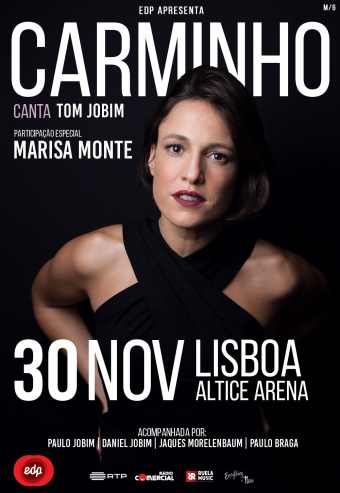 EDP APRESENTA
M/6
CARMINHO
CANTA TOM JOBIM
PARTICIPAÇÃO ESPECIAL
MARISA MONTE
30 NOV LISBOA
ALTICE ARENA
ACOMPANHADA POR:
PAULO JOBIM | DANIEL JOBIM | JAQUES MORELENBAUM | PAULO BRAGA
edp
RTP
RÁDIO
COMERCIAL
RUELA
MUSIC